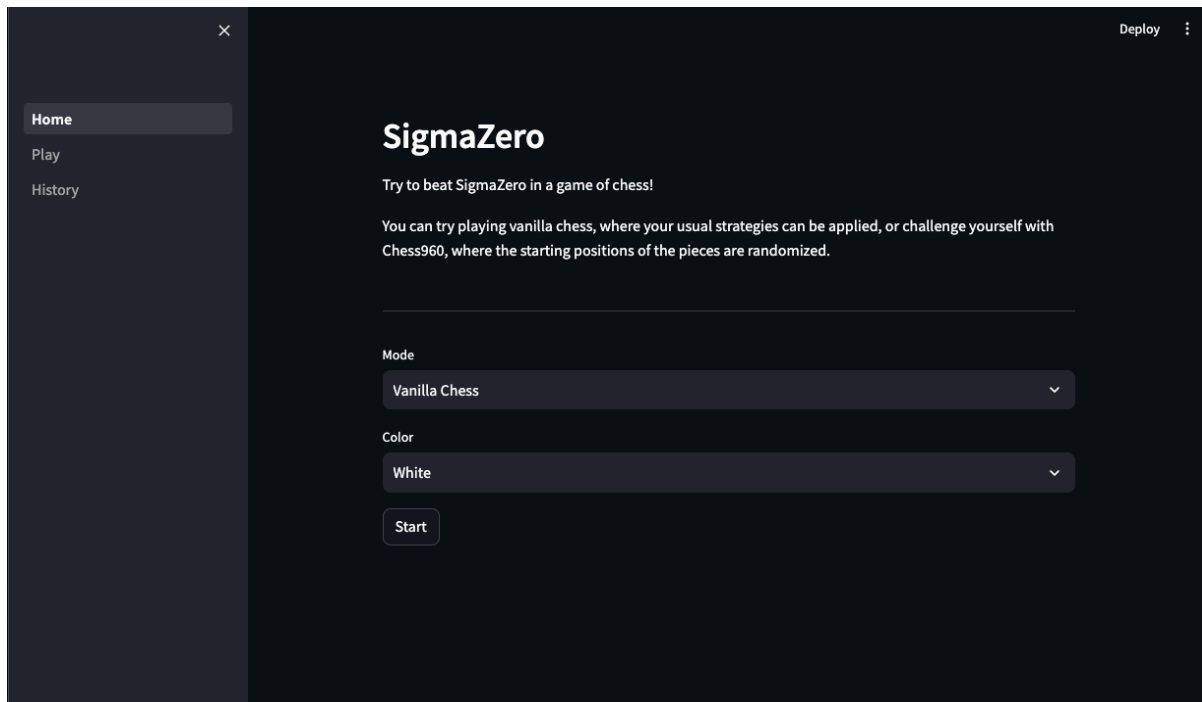 Deploy
Home
Play
History
SigmaZero
Try to beat SigmaZero in a game of chess!
You can try playing vanilla chess, where your usual strategies can be applied, or challenge yourself with
Chess960, where the starting positions of the pieces are randomized.
Mode
Vanilla Chess
Color
White
Start